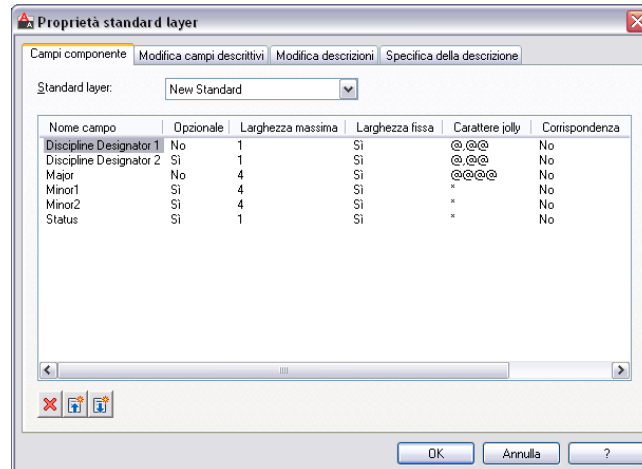 Proprietà standard layer
Campi componente Modifica campi descrittivi Modifica descrizioni Specifica della descrizione
Standard layer: New Standard
Nome campo Opzionale Larghezza massima Larghezza fissa Carattere jolly Corrispondenza
Discipline Designator 1 No 1 Sì @,@@ No
Discipline Designator 2 Sì 1 Sì @,@@ No
Major No 4 Sì @@@@ No
Minor1 Sì 4 Sì * No
Minor2 Sì 4 Sì * No
Status Sì 1 Sì * No
OK Annulla ?